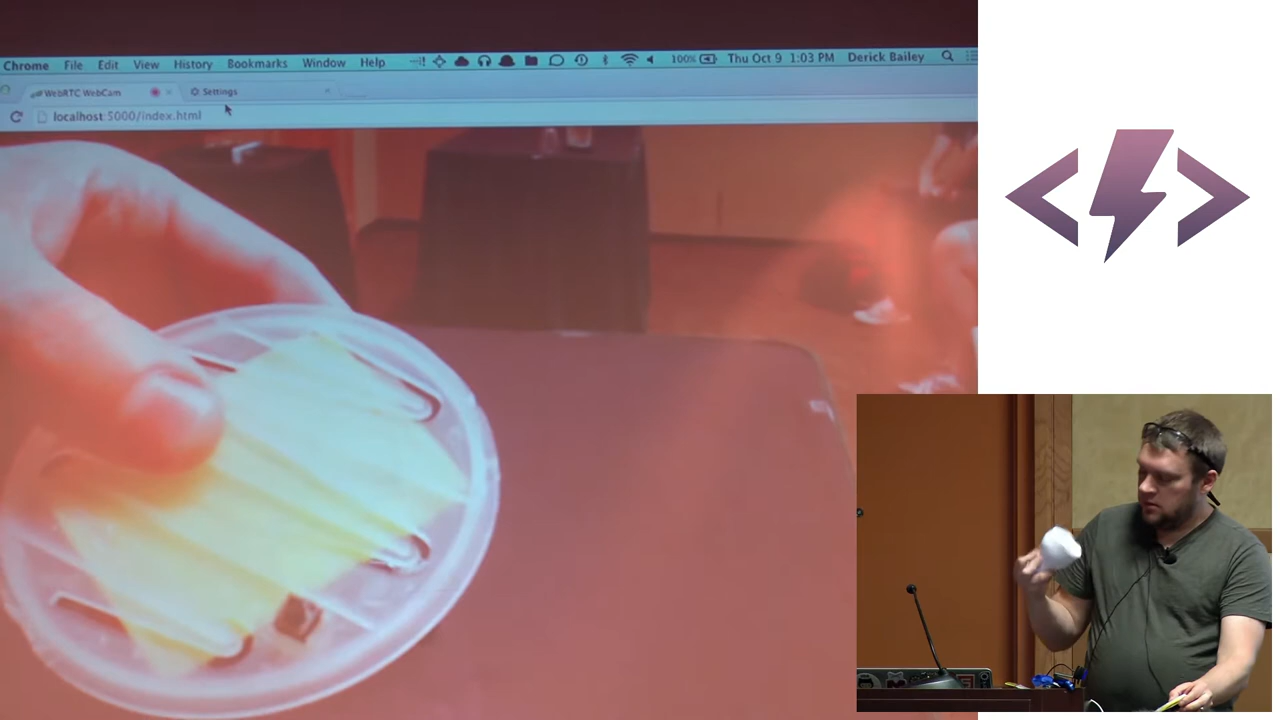 Chrome File Edit View History Bookmarks Window Help 100% Thu Oct 9 1:03 PM Derick Bailey
WebRTC WebCam Settings
localhost:5000/index.html